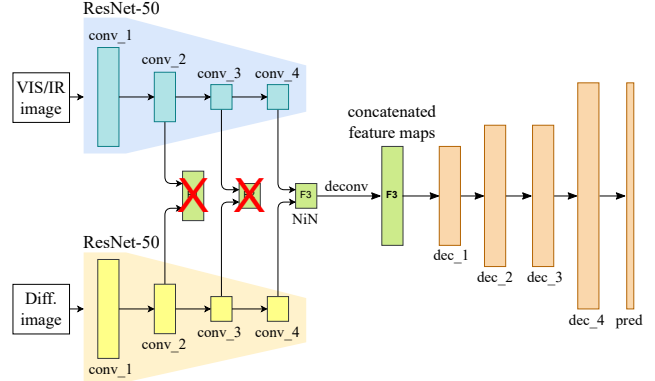 ResNet-50
conv_1
conv_2
conv_3
conv_4
VIS/IR
image
concatenated
feature maps
F3
NiN
deconv
F3
dec_1
dec_2
dec_3
dec_4
pred
ResNet-50
Diff.
image
conv_1
conv_2
conv_3
conv_4